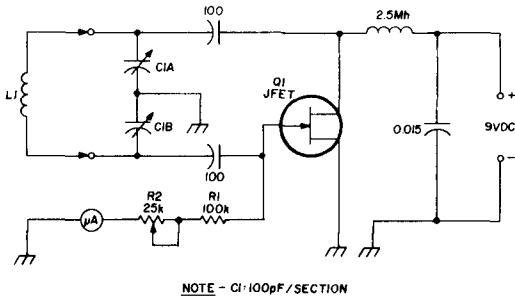 100
2.5Mh
L1
C1A
C1B
Q1
JFET
0.015
+
9VDC
-
100
R2
25k
R1
100k
µA
NOTE - C1:100pF/SECTION